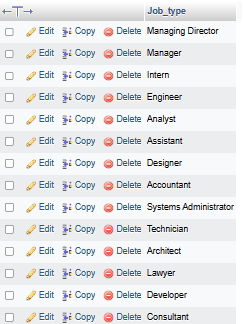 Job_type
Edit Copy Delete Managing Director
Edit Copy Delete Manager
Edit Copy Delete Intern
Edit Copy Delete Engineer
Edit Copy Delete Analyst
Edit Copy Delete Assistant
Edit Copy Delete Designer
Edit Copy Delete Accountant
Edit Copy Delete Systems Administrator
Edit Copy Delete Technician
Edit Copy Delete Architect
Edit Copy Delete Lawyer
Edit Copy Delete Developer
Edit Copy Delete Consultant